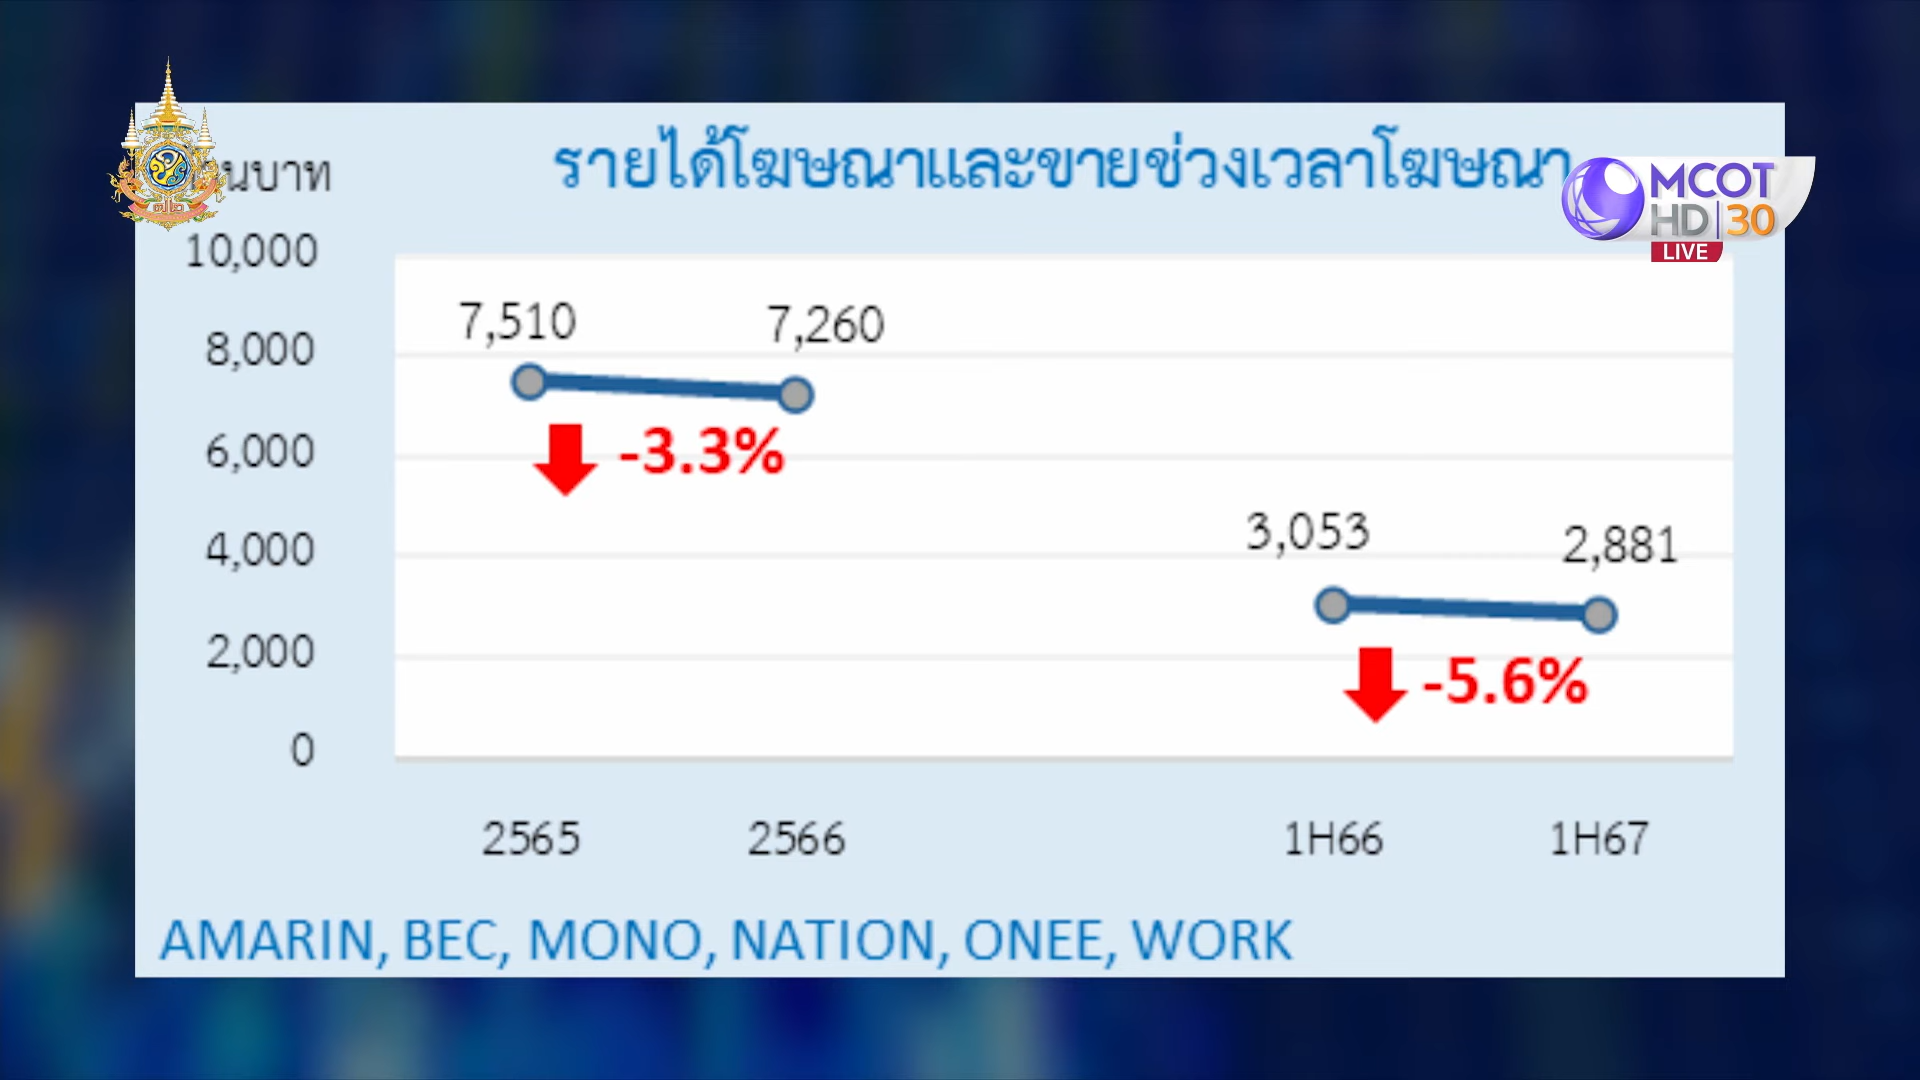 รายได้โฆษณาและขายช่วงเวลาโฆษณา
นบาท
MCOT
HD 30
LIVE
10,000
8,000
6,000
4,000
2,000
0
7,510
7,260
-3.3%
3,053
2,881
-5.6%
2565
2566
1H66
1H67
AMARIN, BEC, MONO, NATION, ONEE, WORK